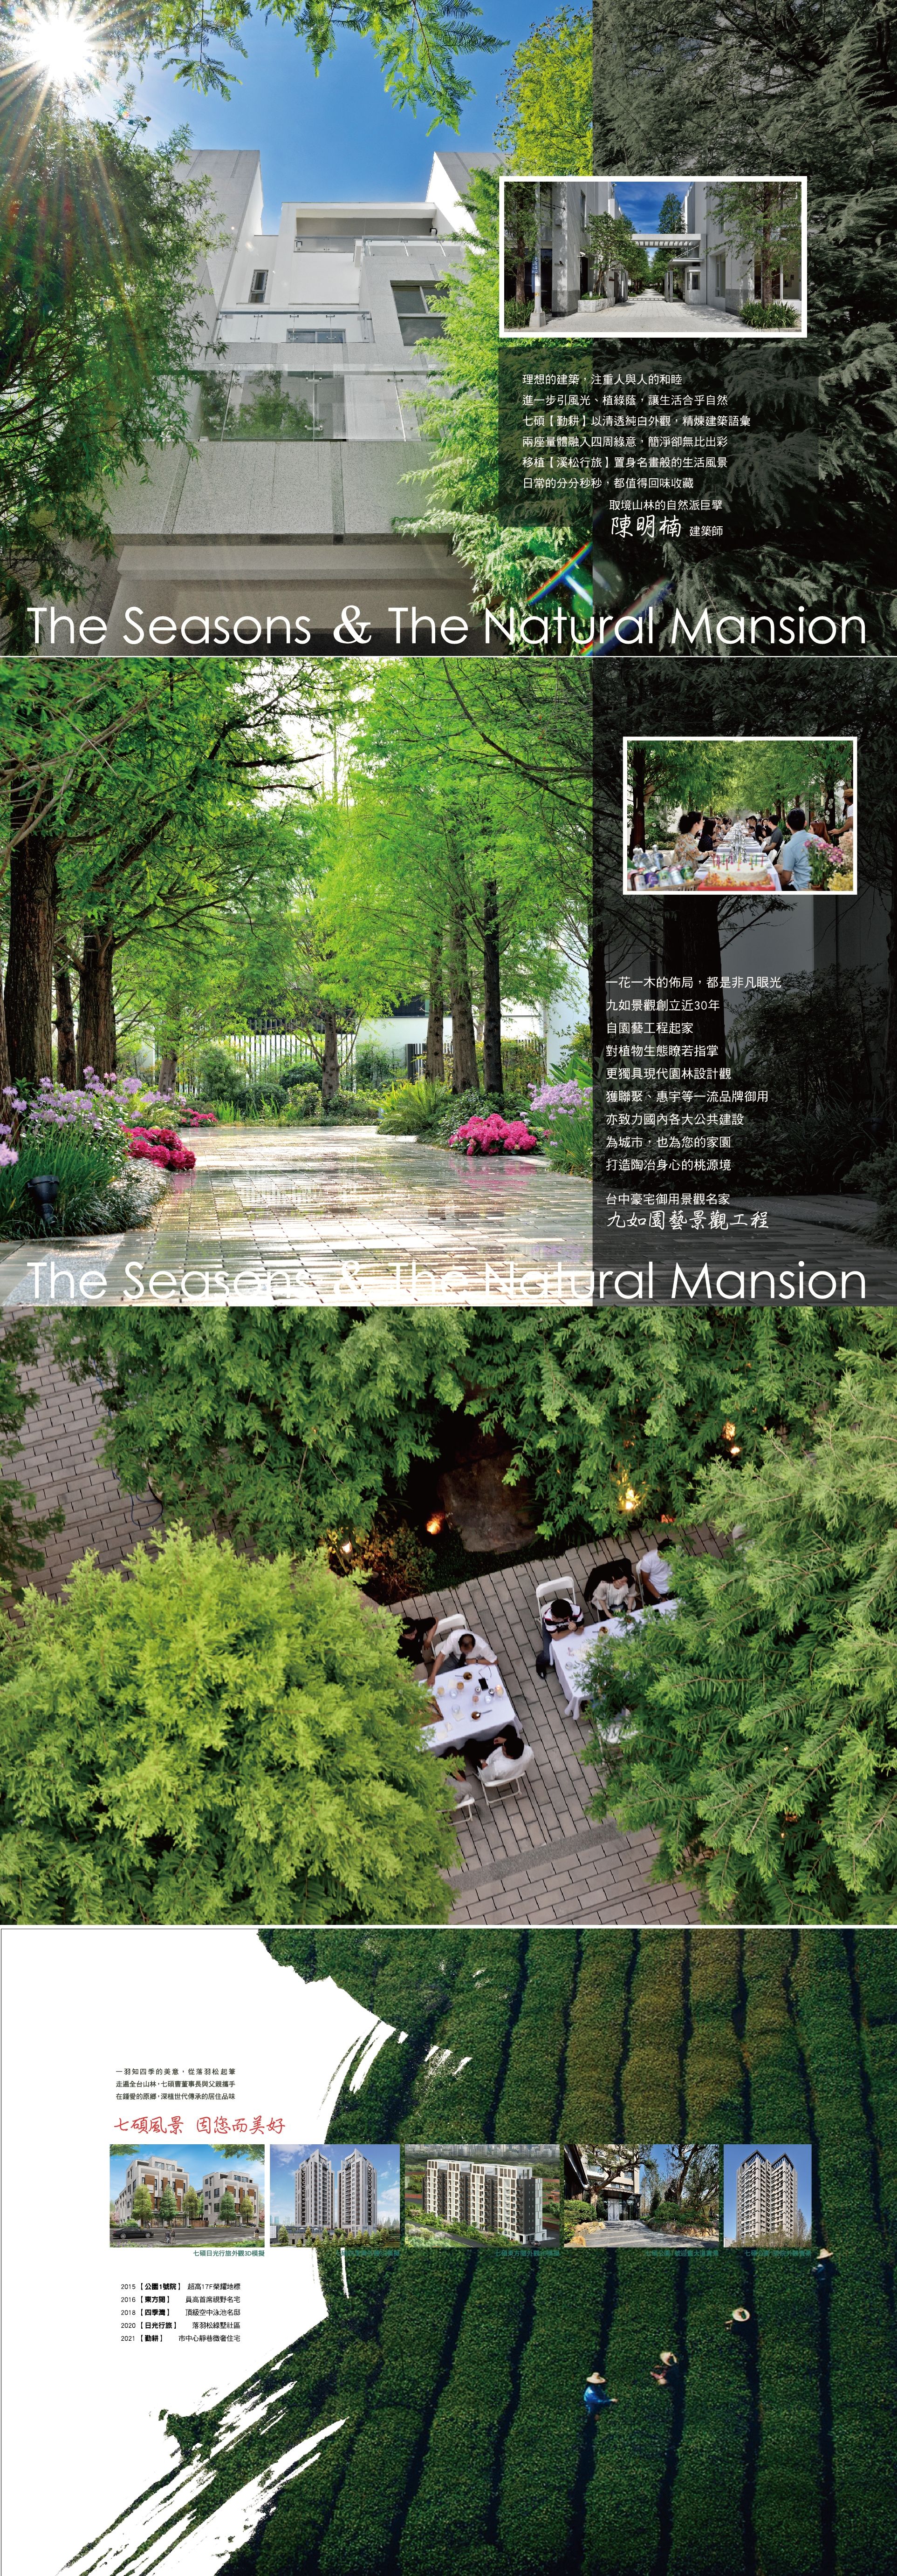 理想的建築，注重人與人的和睦
進一步引風光、植綠蔭，讓生活合乎自然
七碩【勤耕】以清透純白外觀，精煉建築語彙
兩座量體融入四周綠意，簡淨卻無比出彩
移植【溪松行旅】置身名畫般的生活風景
日常的分分秒秒，都值得回味收藏
取境山林的自然派巨擘
陳明楠 建築師
The Seasons & The Natural Mansion
一花一木的佈局，都是非凡眼光
九如景觀創立近30年
自園藝工程起家
對植物生態瞭若指掌
更獨具現代園林設計觀
獲聯聚、惠宇等一流品牌御用
亦致力國內各大公共建設
為城市，也為您的家園
打造陶冶身心的桃源境
台中豪宅御用景觀名家
九如園藝景觀工程
The Seasons & The Natural Mansion
一羽知四季的美意，從落羽松起筆
走遍全台山林，七碩曹董事長與父親攜手
在鍾愛的原鄉，深植世代傳承的居住品味
七碩風景 因您而美好
七碩日光行旅外觀3D模擬
2015【公園1號院】 超高17F榮耀地標
2016【東方閱】 員高首席視野名宅
2018【四季灣】 頂級空中泳池名邸
2020【日光行旅】 落羽松綠墅社區
2021【勤耕】 市中心靜巷微奢住宅